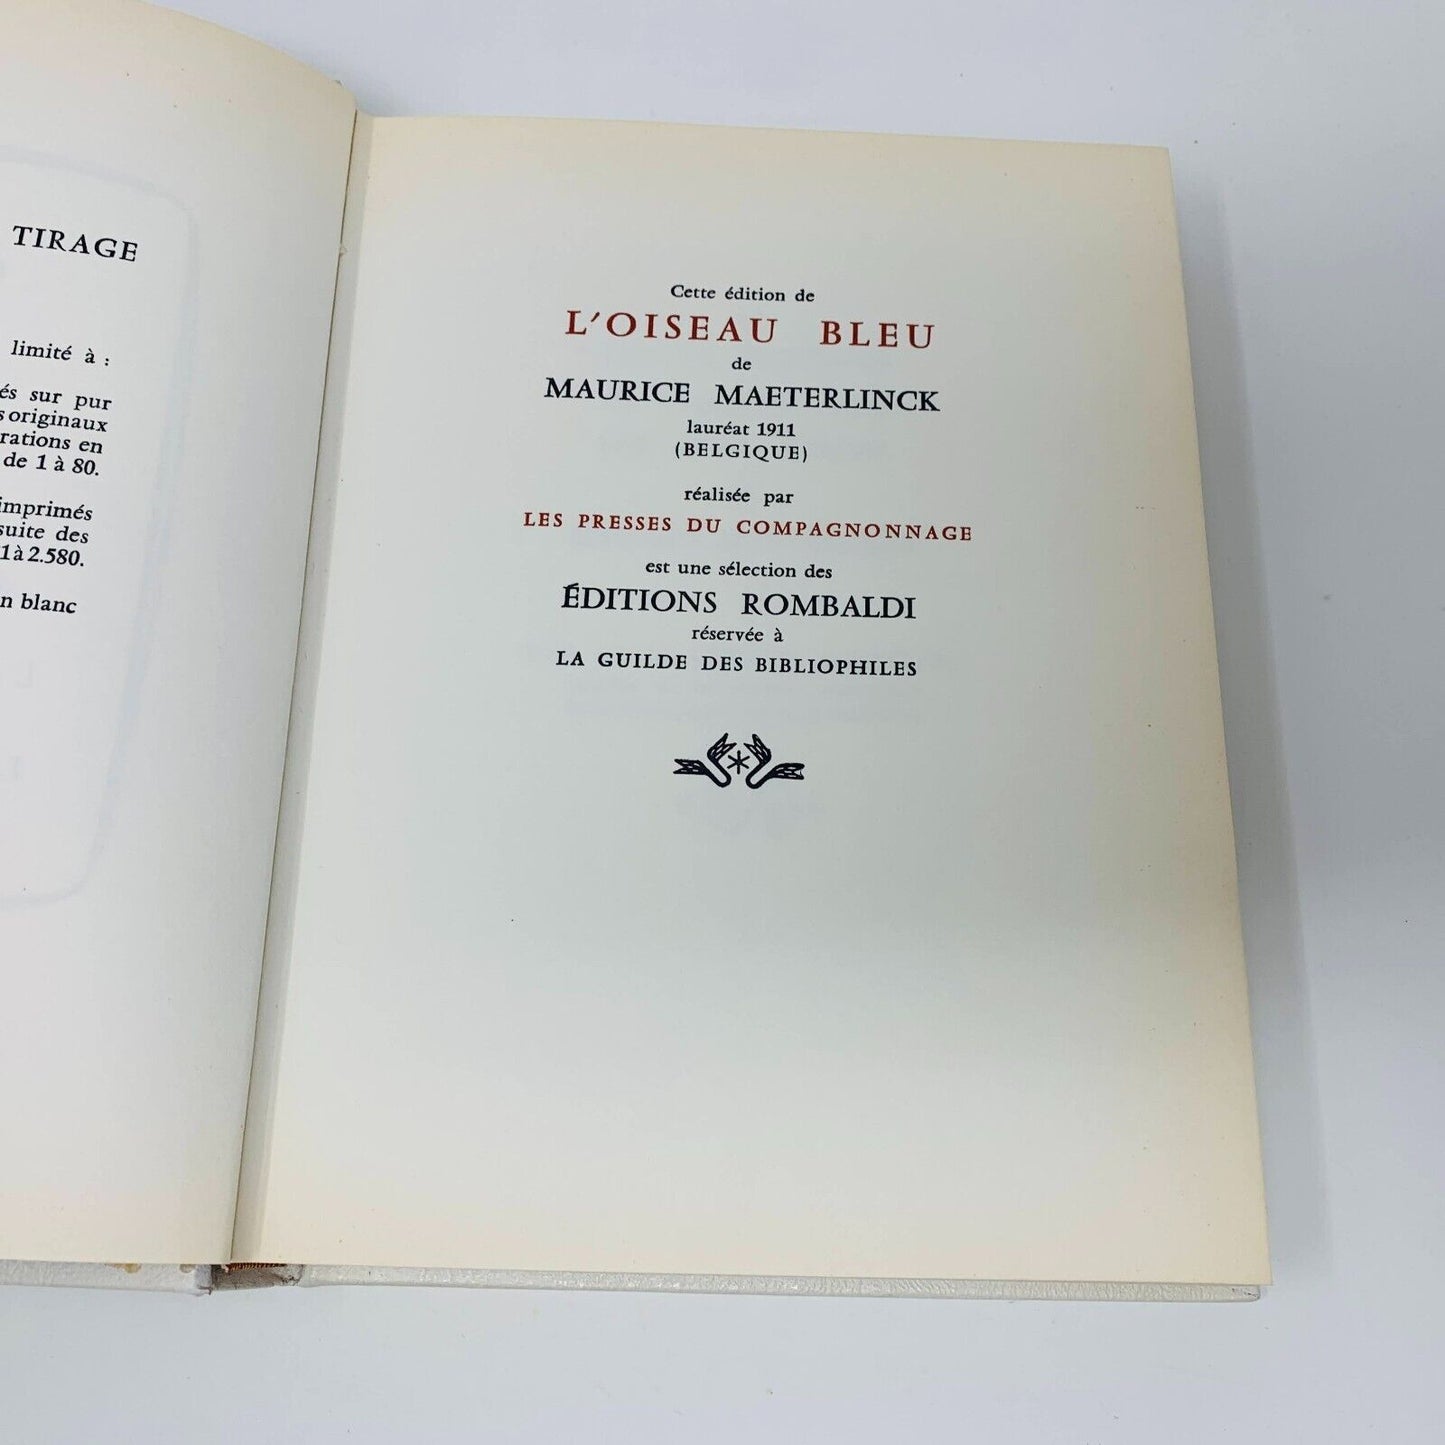 TIRAGE
limité à :
és sur pur
s originaux
rations en
de 1 à 80.
imprimés
suite des
1 à 2.580.
n blanc
Cette édition de
L'OISEAU BLEU
de
MAURICE MAETERLINCK
lauréat 1911
(BELGIQUE)
réalisée par
LES PRESSES DU COMPAGNONNAGE
est une sélection des
ÉDITIONS ROMBALDI
réservée à
LA GUILDE DES BIBLIOPHILES